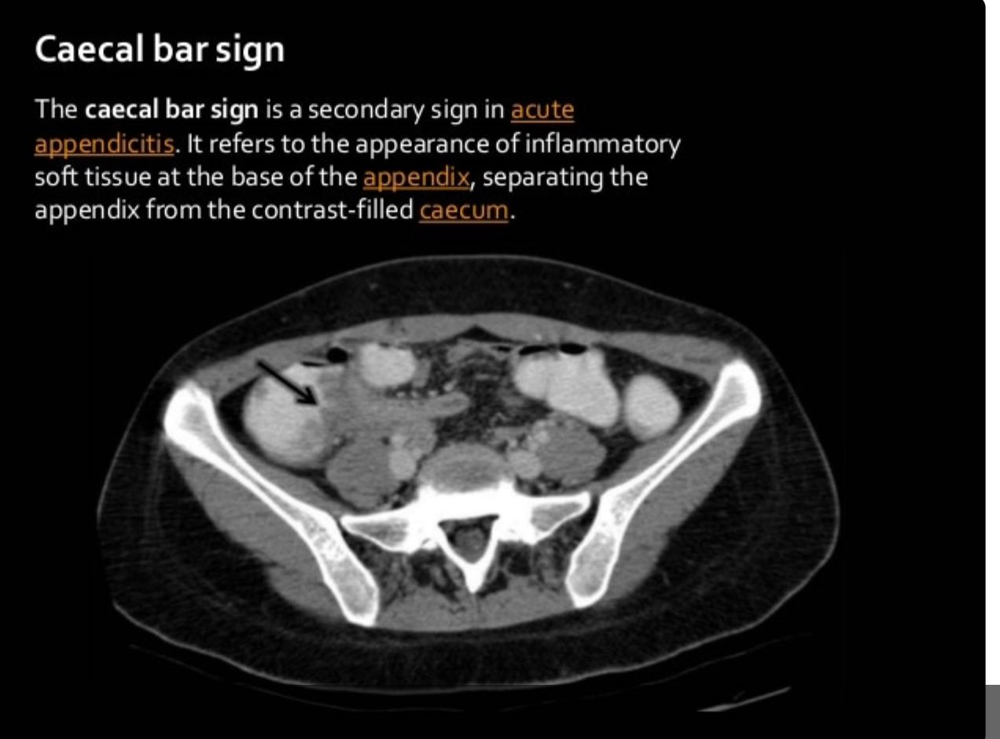 Caecal bar sign
The caecal bar sign is a secondary sign in acute
appendicitis. It refers to the appearance of inflammatory
soft tissue at the base of the appendix, separating the
appendix from the contrast-filled caecum.